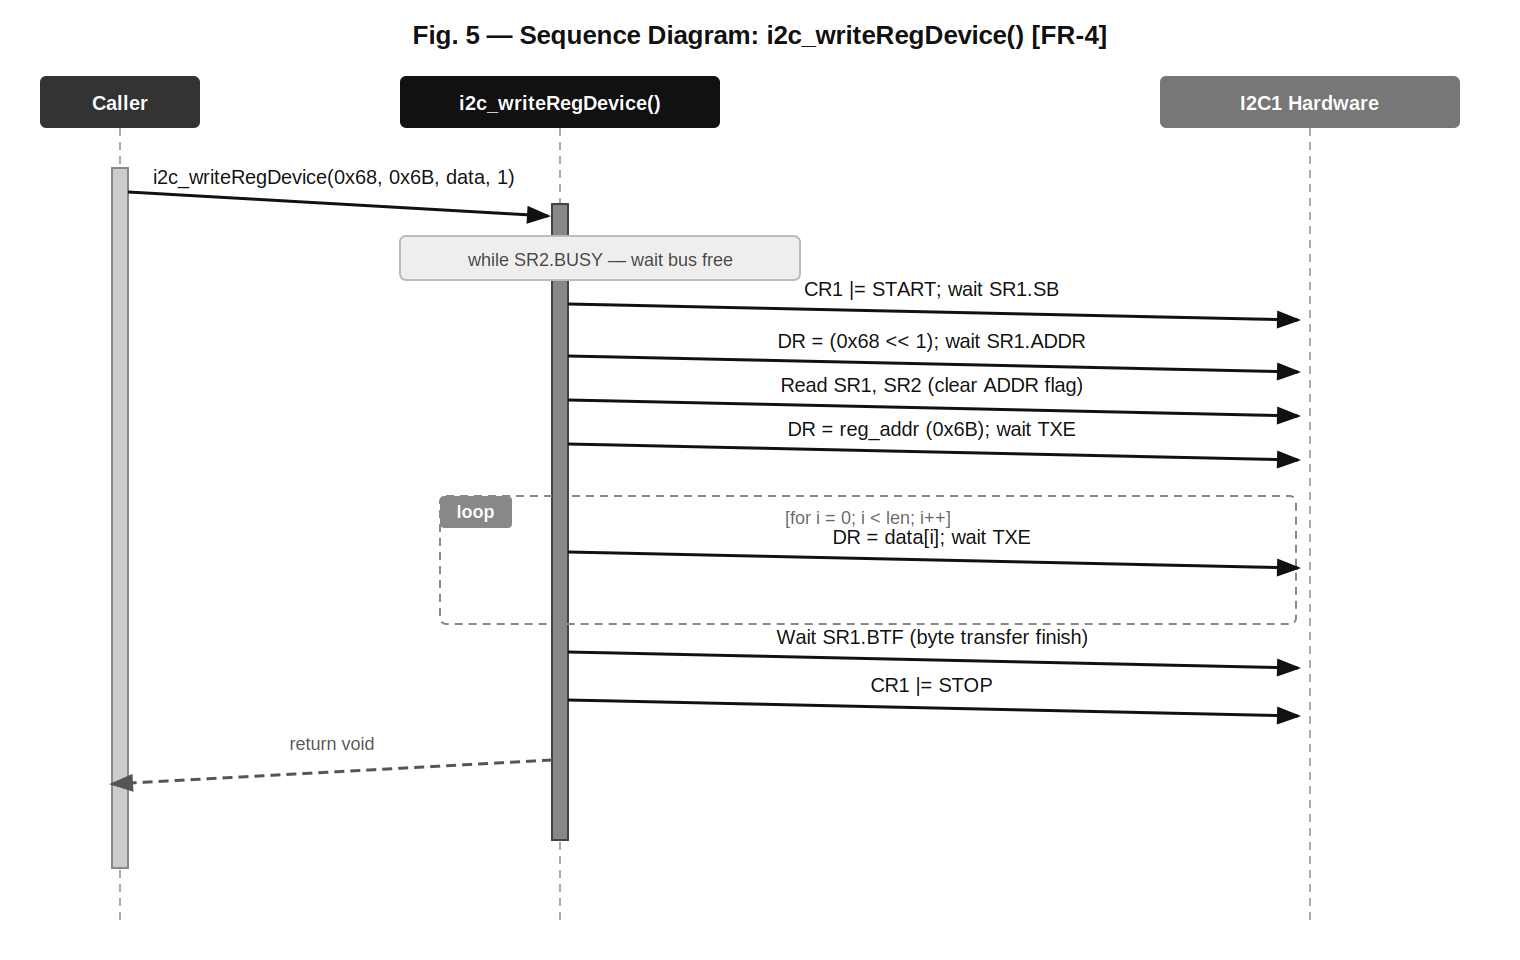 Fig. 5 — Sequence Diagram: i2c_writeRegDevice() [FR-4]
Caller
i2c_writeRegDevice()
I2C1 Hardware
i2c_writeRegDevice(0x68, 0x6B, data, 1)
while SR2.BUSY — wait bus free
CR1 |= START; wait SR1.SB
DR = (0x68 << 1); wait SR1.ADDR
Read SR1, SR2 (clear ADDR flag)
DR = reg_addr (0x6B); wait TXE
loop
[for i = 0; i < len; i++]
DR = data[i]; wait TXE
Wait SR1.BTF (byte transfer finish)
CR1 |= STOP
return void